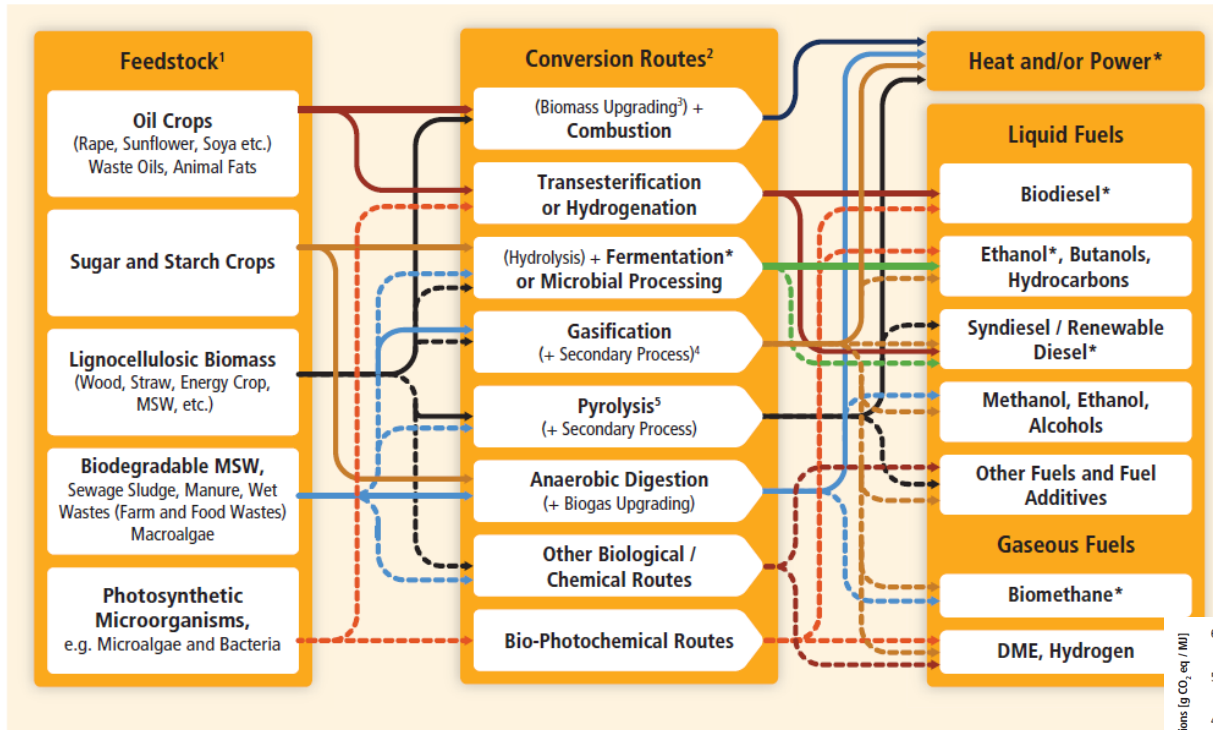 Feedstock¹
Oil Crops
(Rape, Sunflower, Soya etc.)
Waste Oils, Animal Fats
Sugar and Starch Crops
Lignocellulosic Biomass
(Wood, Straw, Energy Crop,
MSW, etc.)
Biodegradable MSW,
Sewage Sludge, Manure, Wet
Wastes (Farm and Food Wastes)
Macroalgae
Photosynthetic
Microorganisms,
e.g. Microalgae and Bacteria
Conversion Routes²
(Biomass Upgrading³) +
Combustion
Transesterification
or Hydrogenation
(Hydrolysis) + Fermentation*
or Microbial Processing
Gasification
(+ Secondary Process)⁴
Pyrolysis⁵
(+ Secondary Process)
Anaerobic Digestion
(+ Biogas Upgrading)
Other Biological /
Chemical Routes
Bio-Photochemical Routes
Heat and/or Power*
Liquid Fuels
Biodiesel*
Ethanol*, Butanols,
Hydrocarbons
Syndiesel / Renewable
Diesel*
Methanol, Ethanol,
Alcohols
Other Fuels and Fuel
Additives
Gaseous Fuels
Biomethane*
DME, Hydrogen
[g CO₂ eq / MJ]